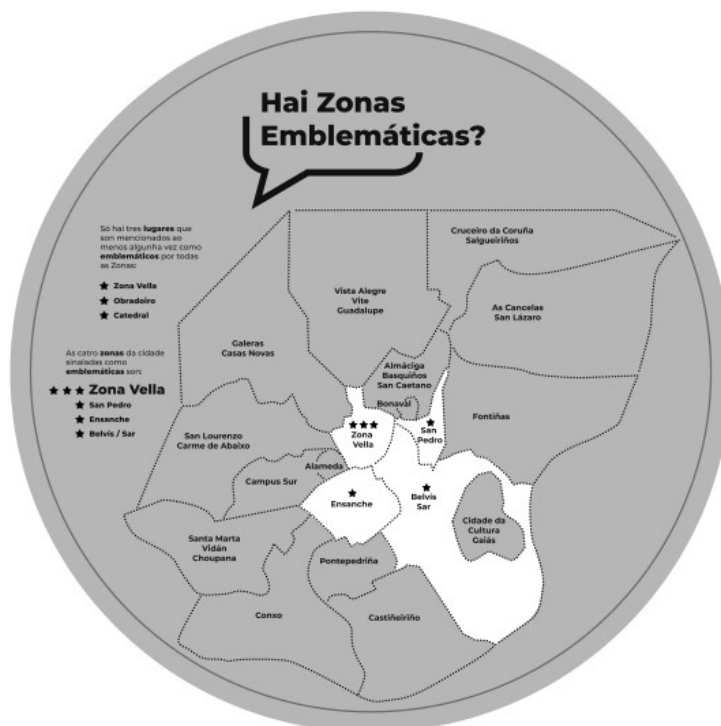 Hai Zonas
Emblemáticas?
Só hai tres lugares que
son mencionados ao
menos algunha vez como
emblemáticos por todas
as Zonas:
★ Zona Vella
★ Obradoiro
★ Catedral
As catro zonas da cidade
sinaladas como
emblemáticas son:
★ ★ ★ Zona Vella
★ San Pedro
★ Ensanche
★ Belvís / Sar
Cruceiro da Coruña
Salgueiriños
Vista Alegre
Vite
Guadalupe
As Cancelas
San Lázaro
Galeras
Casas Novas
Almáciga
Basquiños
San Caetano
Bonaval
Fontiñas
★ ★ ★
Zona
Vella
★
San
Pedro
San Lourenzo
Carme de Abaixo
Alameda
Campus Sur
★
Ensanche
★
Belvís
Sar
Cidade da
Cultura
Gaiás
Santa Marta
Vidán
Choupana
Pontepedriña
Conxo
Castiñeiriño